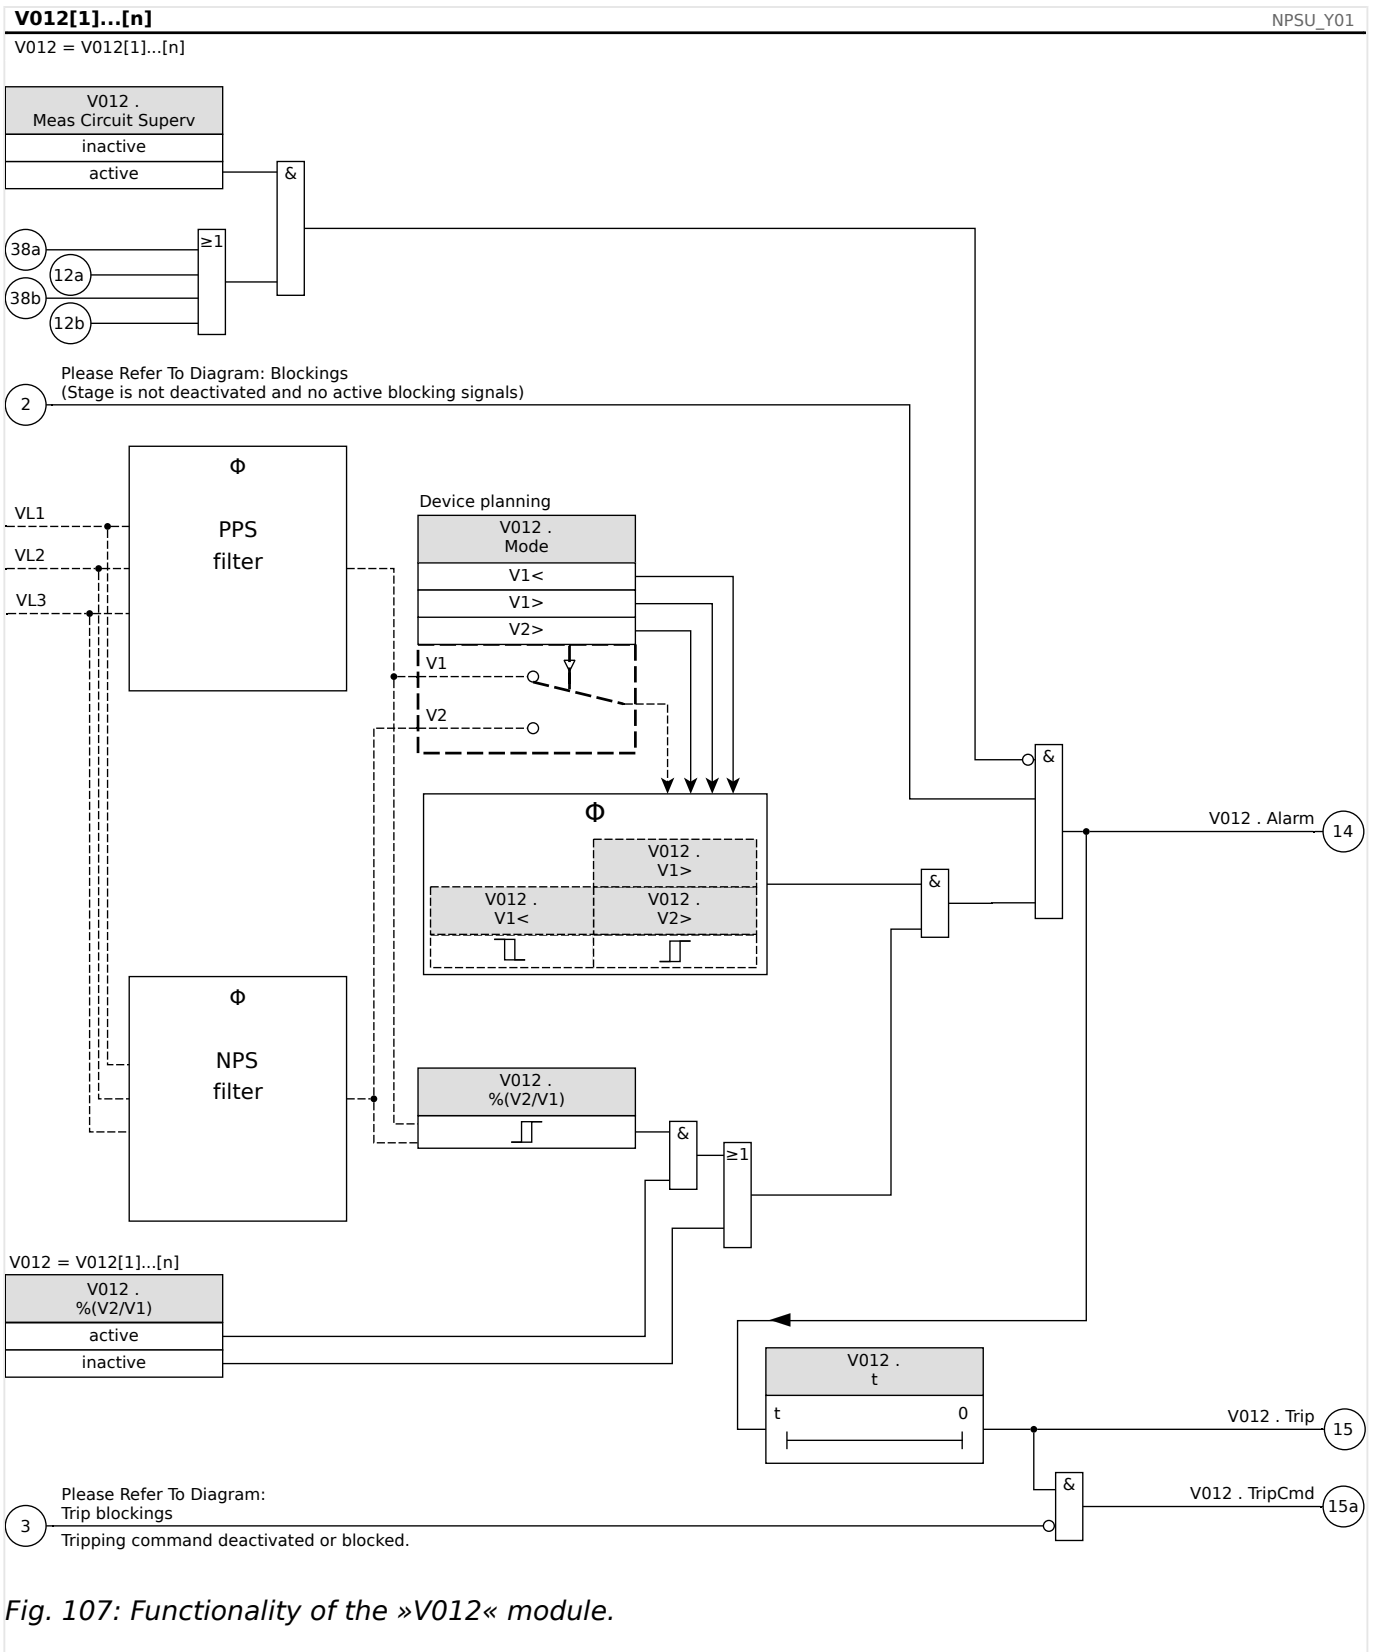 V012[1]...[n]
NPSU_Y01
V012 = V012[1]...[n]
V012 .
Meas Circuit Superv
inactive
active
&
≥1
38a
12a
38b
12b
Please Refer To Diagram: Blockings
(Stage is not deactivated and no active blocking signals)
2
Φ
PPS
filter
VL1
VL2
VL3
Device planning
V012 .
Mode
V1<
V1>
V2>
V1
V2
Φ
V012 .
V1>
V012 .
V1<
V012 .
V2>
&
&
V012 . Alarm
14
Φ
NPS
filter
V012 .
%(V2/V1)
&
≥1
V012 = V012[1]...[n]
V012 .
%(V2/V1)
active
inactive
V012 .
t
t
0
V012 . Trip
15
&
V012 . TripCmd
15a
Please Refer To Diagram:
Trip blockings
3
Tripping command deactivated or blocked.
Fig. 107: Functionality of the »V012« module.